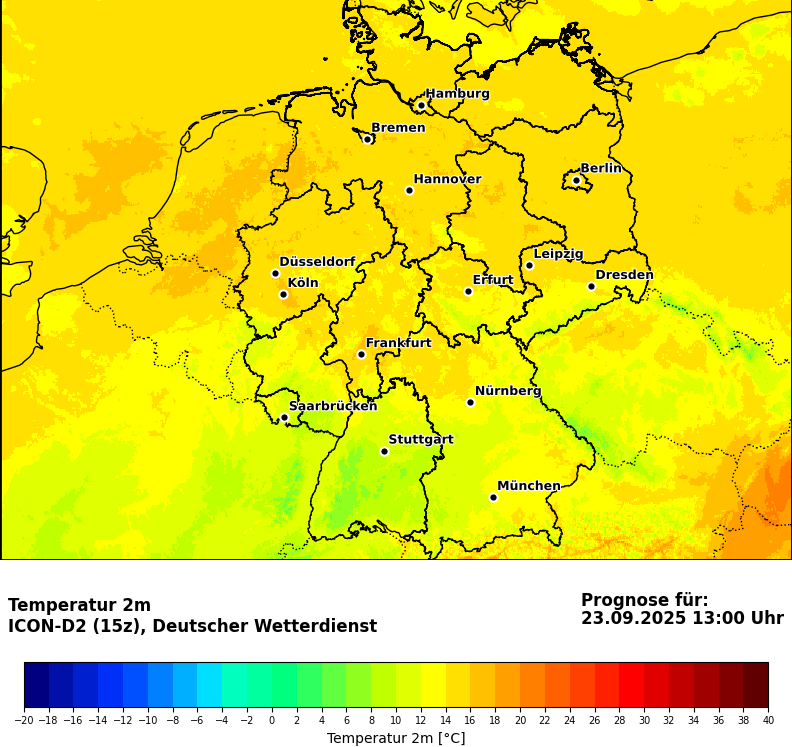 Hamburg
Bremen
Berlin
Hannover
Leipzig
Düsseldorf
Dresden
Erfurt
Köln
Frankfurt
Nürnberg
Saarbrücken
Stuttgart
München
Temperatur 2m
ICON-D2 (15z), Deutscher Wetterdienst
Prognose für:
23.09.2025 13:00 Uhr
−20 −18 −16 −14 −12 −10 −8 −6 −4 −2 0 2 4 6 8 10 12 14 16 18 20 22 24 26 28 30 32 34 36 38 40
Temperatur 2m [°C]